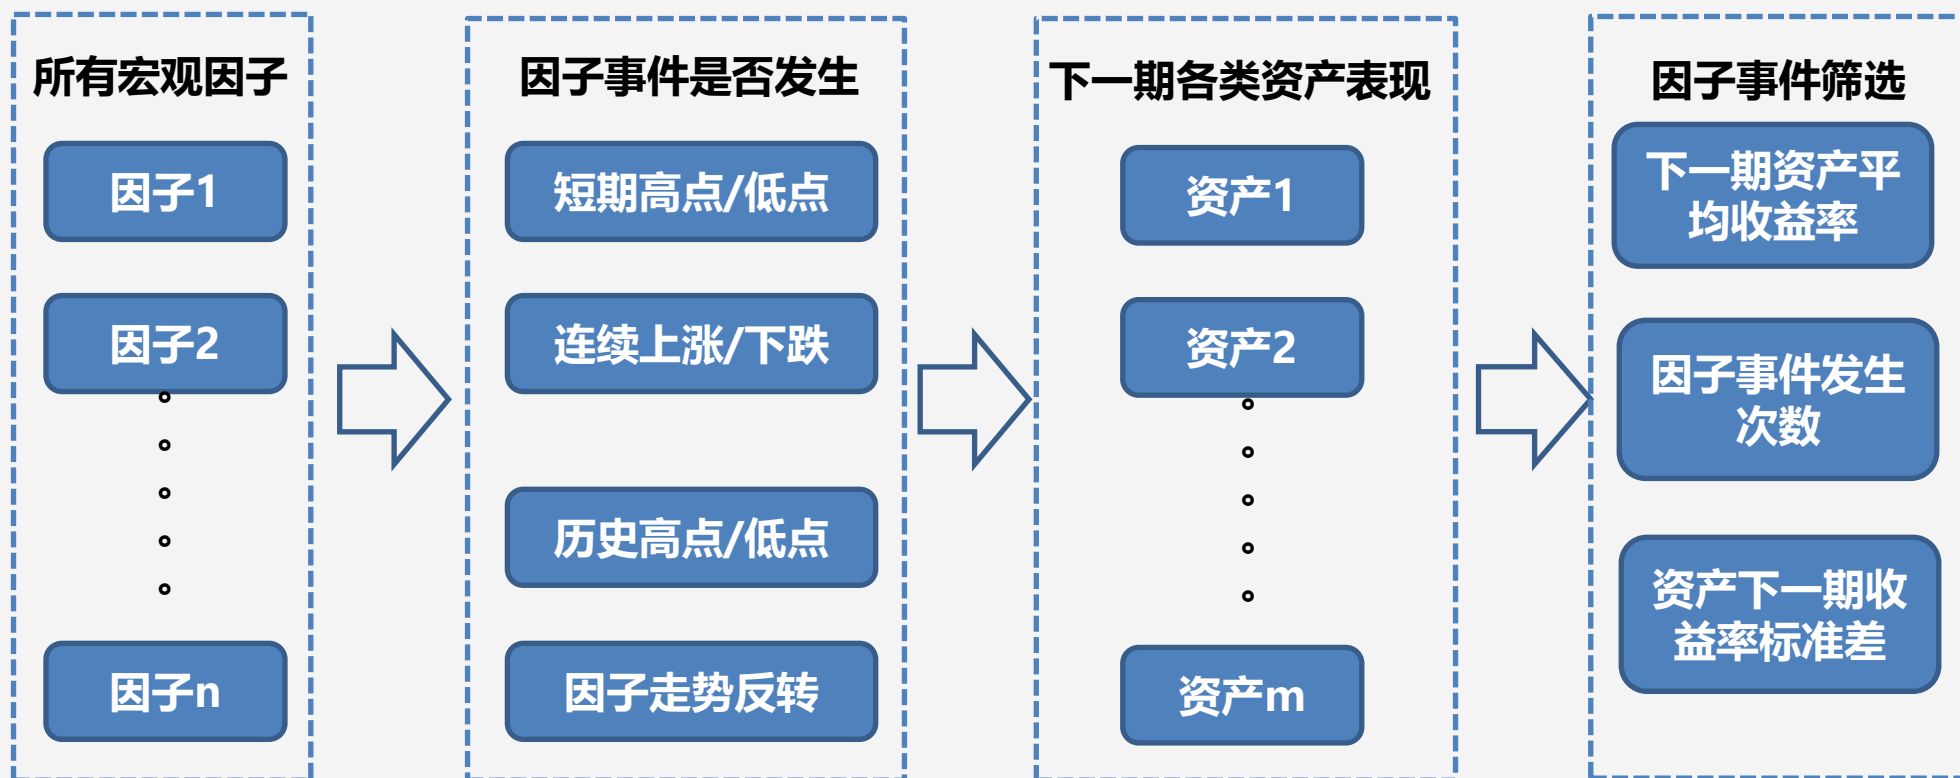 所有宏观因子
因子1
因子2
因子n
因子事件是否发生
短期高点/低点
连续上涨/下跌
历史高点/低点
因子走势反转
下一期各类资产表现
资产1
资产2
资产m
因子事件筛选
下一期资产平
均收益率
因子事件发生
次数
资产下一期收
益率标准差